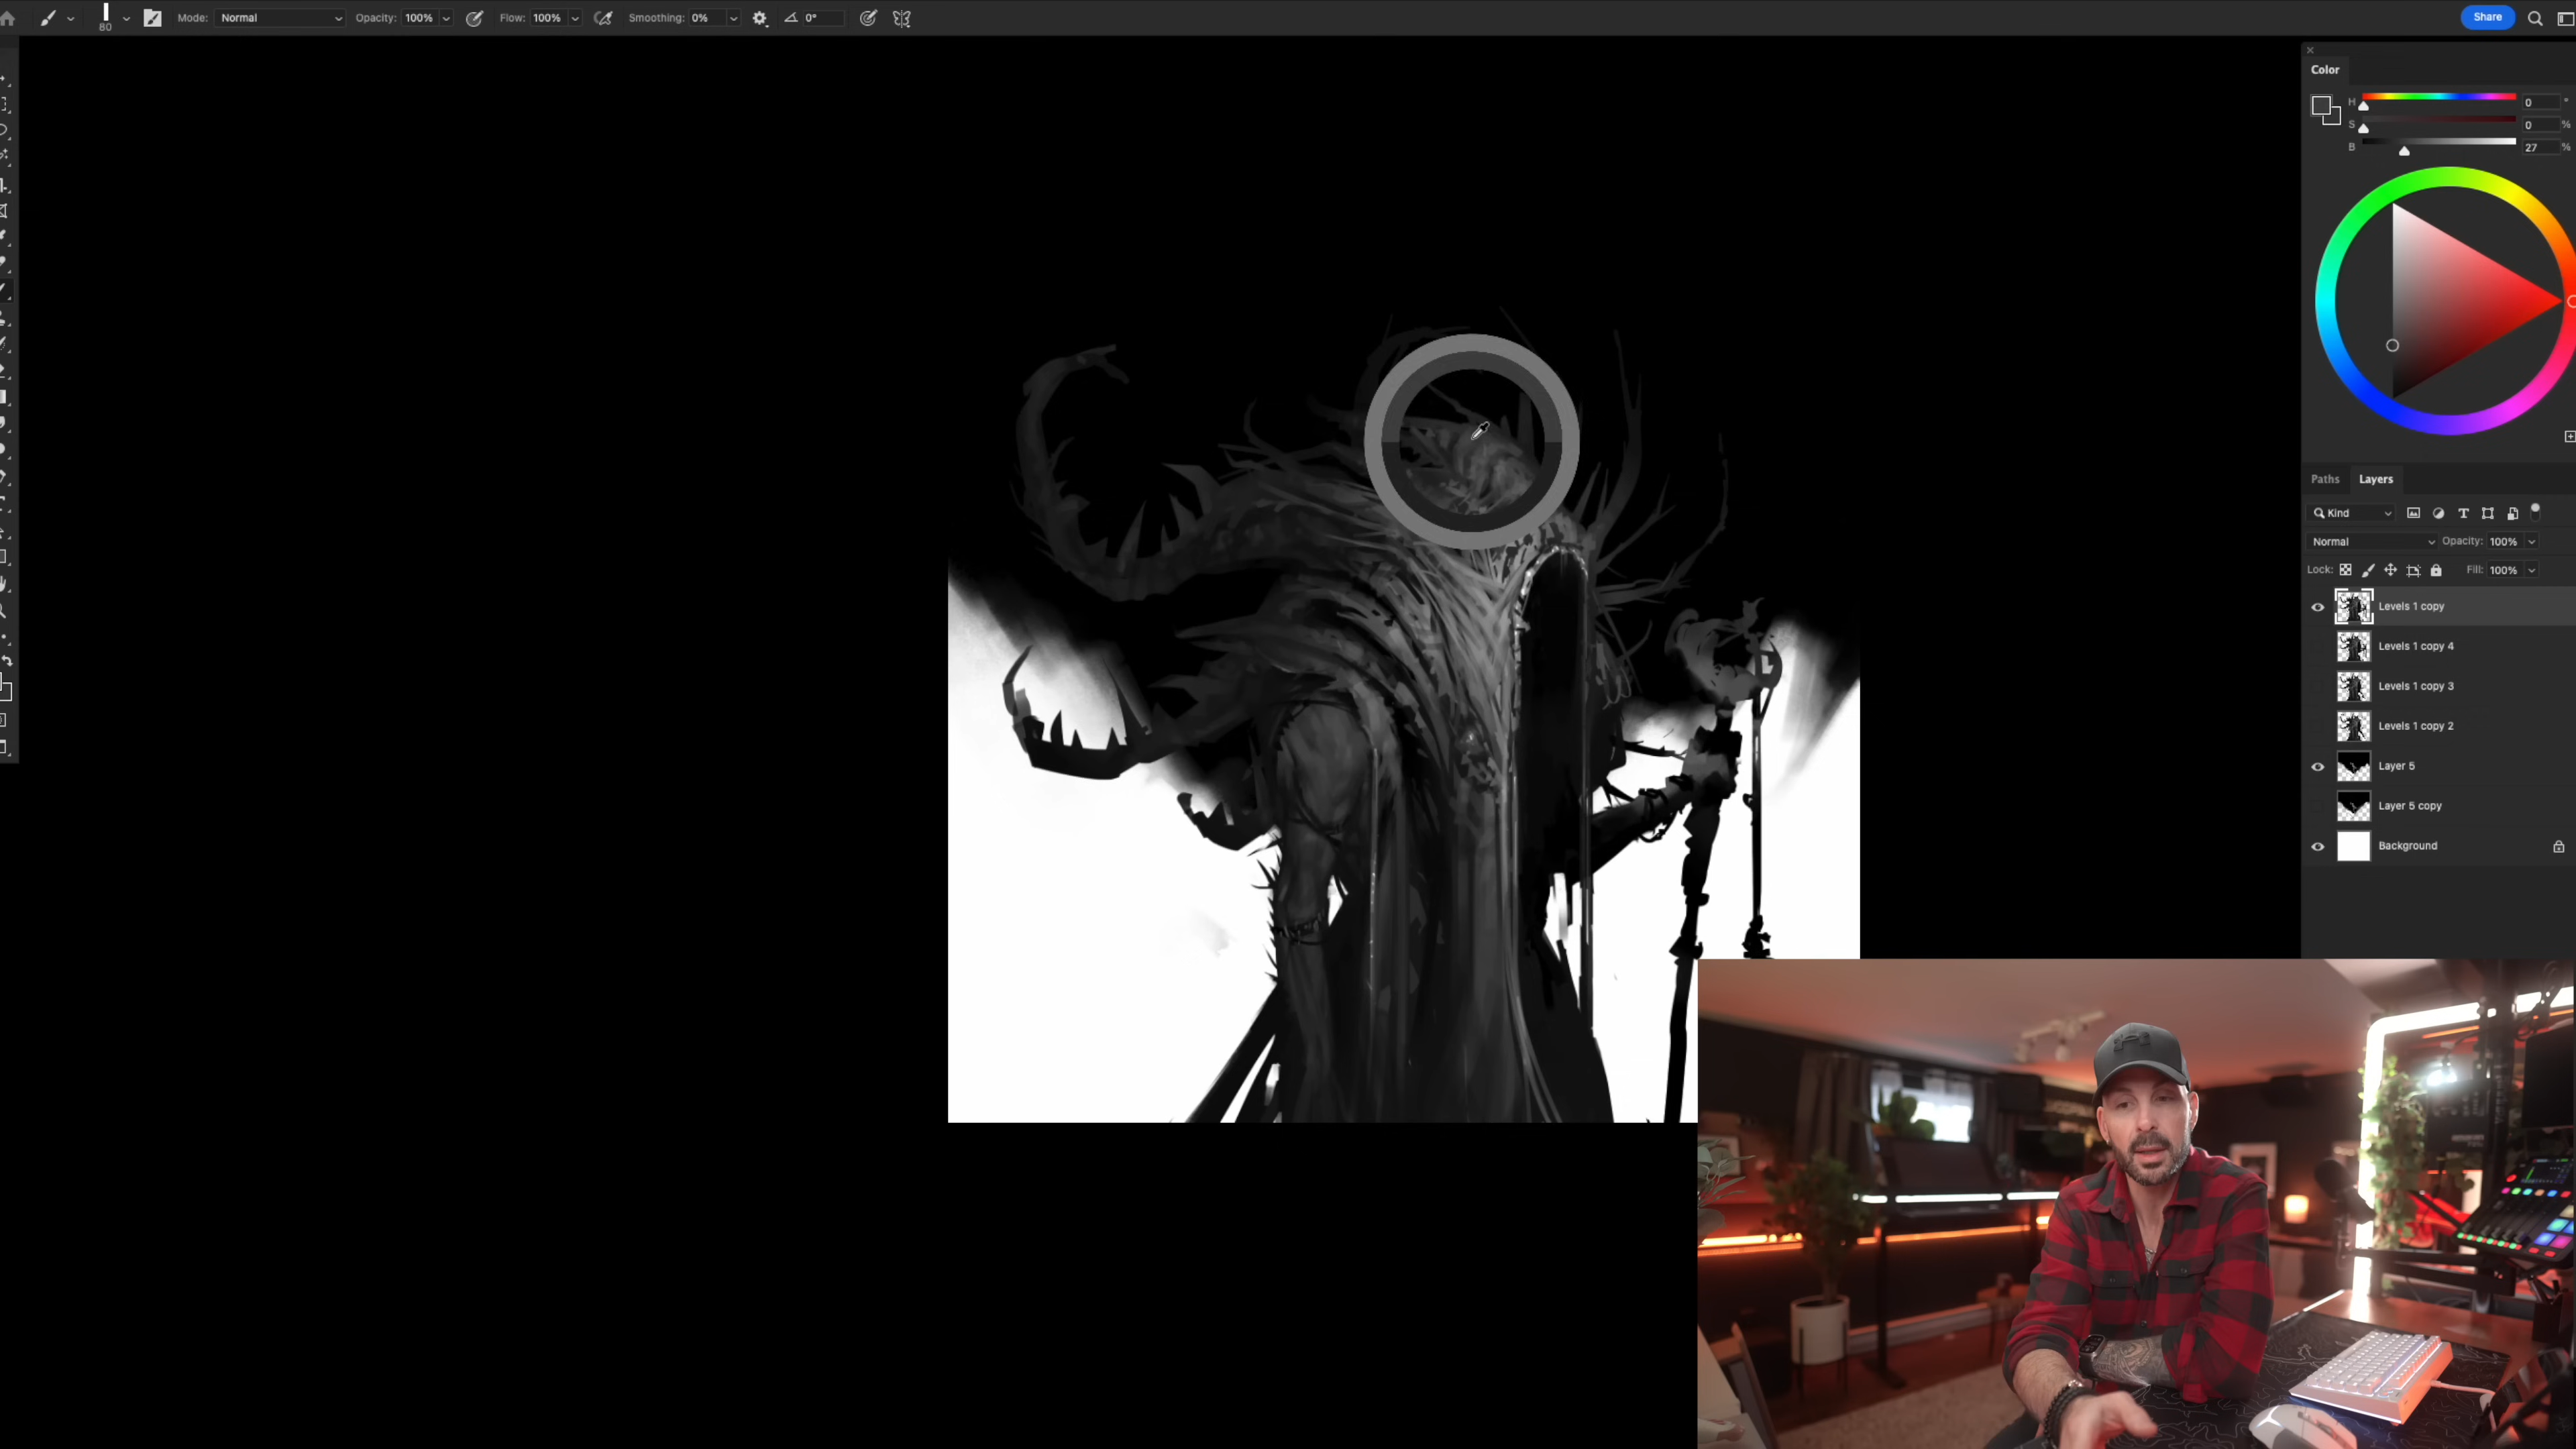 Mode: Normal Opacity: 100% Flow: 100% Smoothing: 0% 0° Share
80
Color
H 0 °
S 0 %
B 27 %
Paths Layers
Kind
Normal Opacity: 100%
Lock: Fill: 100%
Levels 1 copy
Levels 1 copy 4
Levels 1 copy 3
Levels 1 copy 2
Layer 5
Layer 5 copy
Background